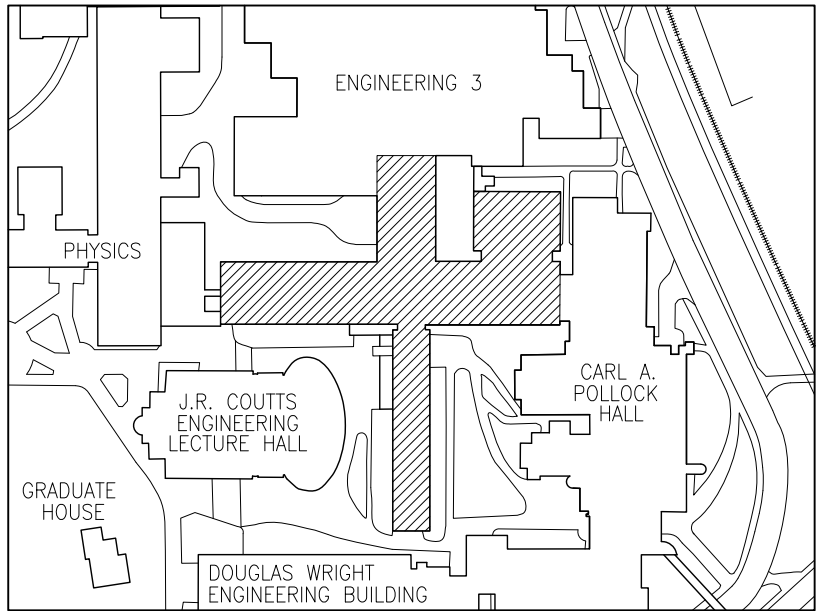 ENGINEERING 3
PHYSICS
CARL A.
POLLOCK
HALL
J.R. COUTTS
ENGINEERING
LECTURE HALL
GRADUATE
HOUSE
DOUGLAS WRIGHT
ENGINEERING BUILDING